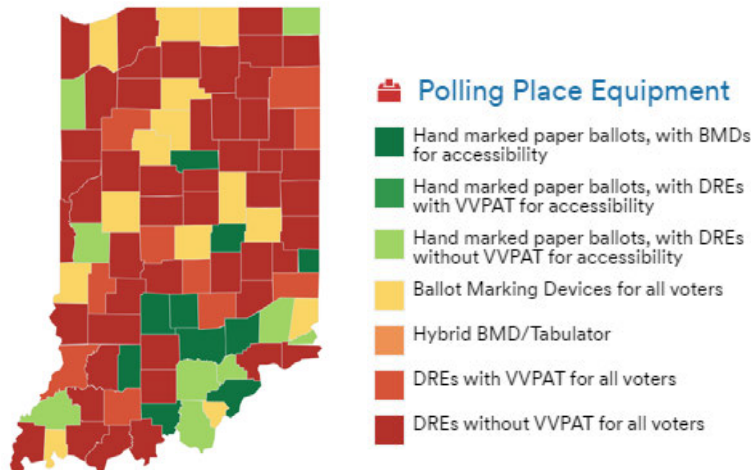 Polling Place Equipment
Hand marked paper ballots, with BMDs
for accessibility
Hand marked paper ballots, with DREs
with VVPAT for accessibility
Hand marked paper ballots, with DREs
without VVPAT for accessibility
Ballot Marking Devices for all voters
Hybrid BMD/Tabulator
DREs with VVPAT for all voters
DREs without VVPAT for all voters